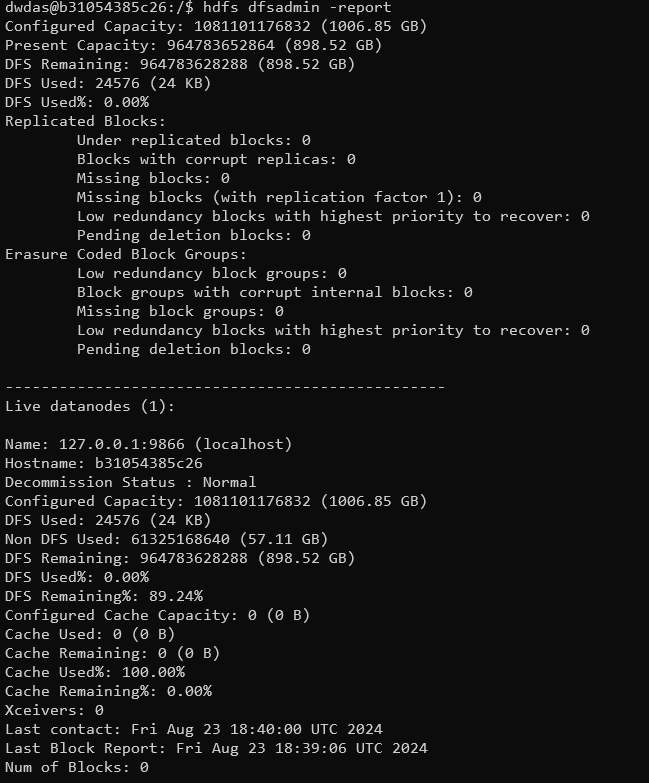 dwdas@b31054385c26:/$ hdfs dfsadmin -report
Configured Capacity: 1081101176832 (1006.85 GB)
Present Capacity: 964783652864 (898.52 GB)
DFS Remaining: 964783628288 (898.52 GB)
DFS Used: 24576 (24 KB)
DFS Used%: 0.00%
Replicated Blocks:
        Under replicated blocks: 0
        Blocks with corrupt replicas: 0
        Missing blocks: 0
        Missing blocks (with replication factor 1): 0
        Low redundancy blocks with highest priority to recover: 0
        Pending deletion blocks: 0
Erasure Coded Block Groups:
        Low redundancy block groups: 0
        Block groups with corrupt internal blocks: 0
        Missing block groups: 0
        Low redundancy blocks with highest priority to recover: 0
        Pending deletion blocks: 0
-------------------------------------------------
Live datanodes (1):
Name: 127.0.0.1:9866 (localhost)
Hostname: b31054385c26
Decommission Status : Normal
Configured Capacity: 1081101176832 (1006.85 GB)
DFS Used: 24576 (24 KB)
Non DFS Used: 61325168640 (57.11 GB)
DFS Remaining: 964783628288 (898.52 GB)
DFS Used%: 0.00%
DFS Remaining%: 89.24%
Configured Cache Capacity: 0 (0 B)
Cache Used: 0 (0 B)
Cache Remaining: 0 (0 B)
Cache Used%: 100.00%
Cache Remaining%: 0.00%
Xceivers: 0
Last contact: Fri Aug 23 18:40:00 UTC 2024
Last Block Report: Fri Aug 23 18:39:06 UTC 2024
Num of Blocks: 0